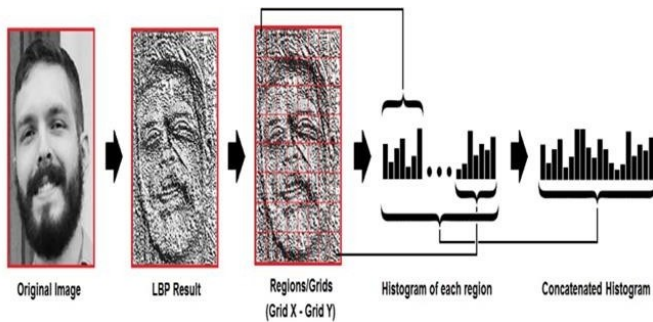 Original Image
LBP Result
Regions/Grids
(Grid X - Grid Y)
Histogram of each region
Concatenated Histogram